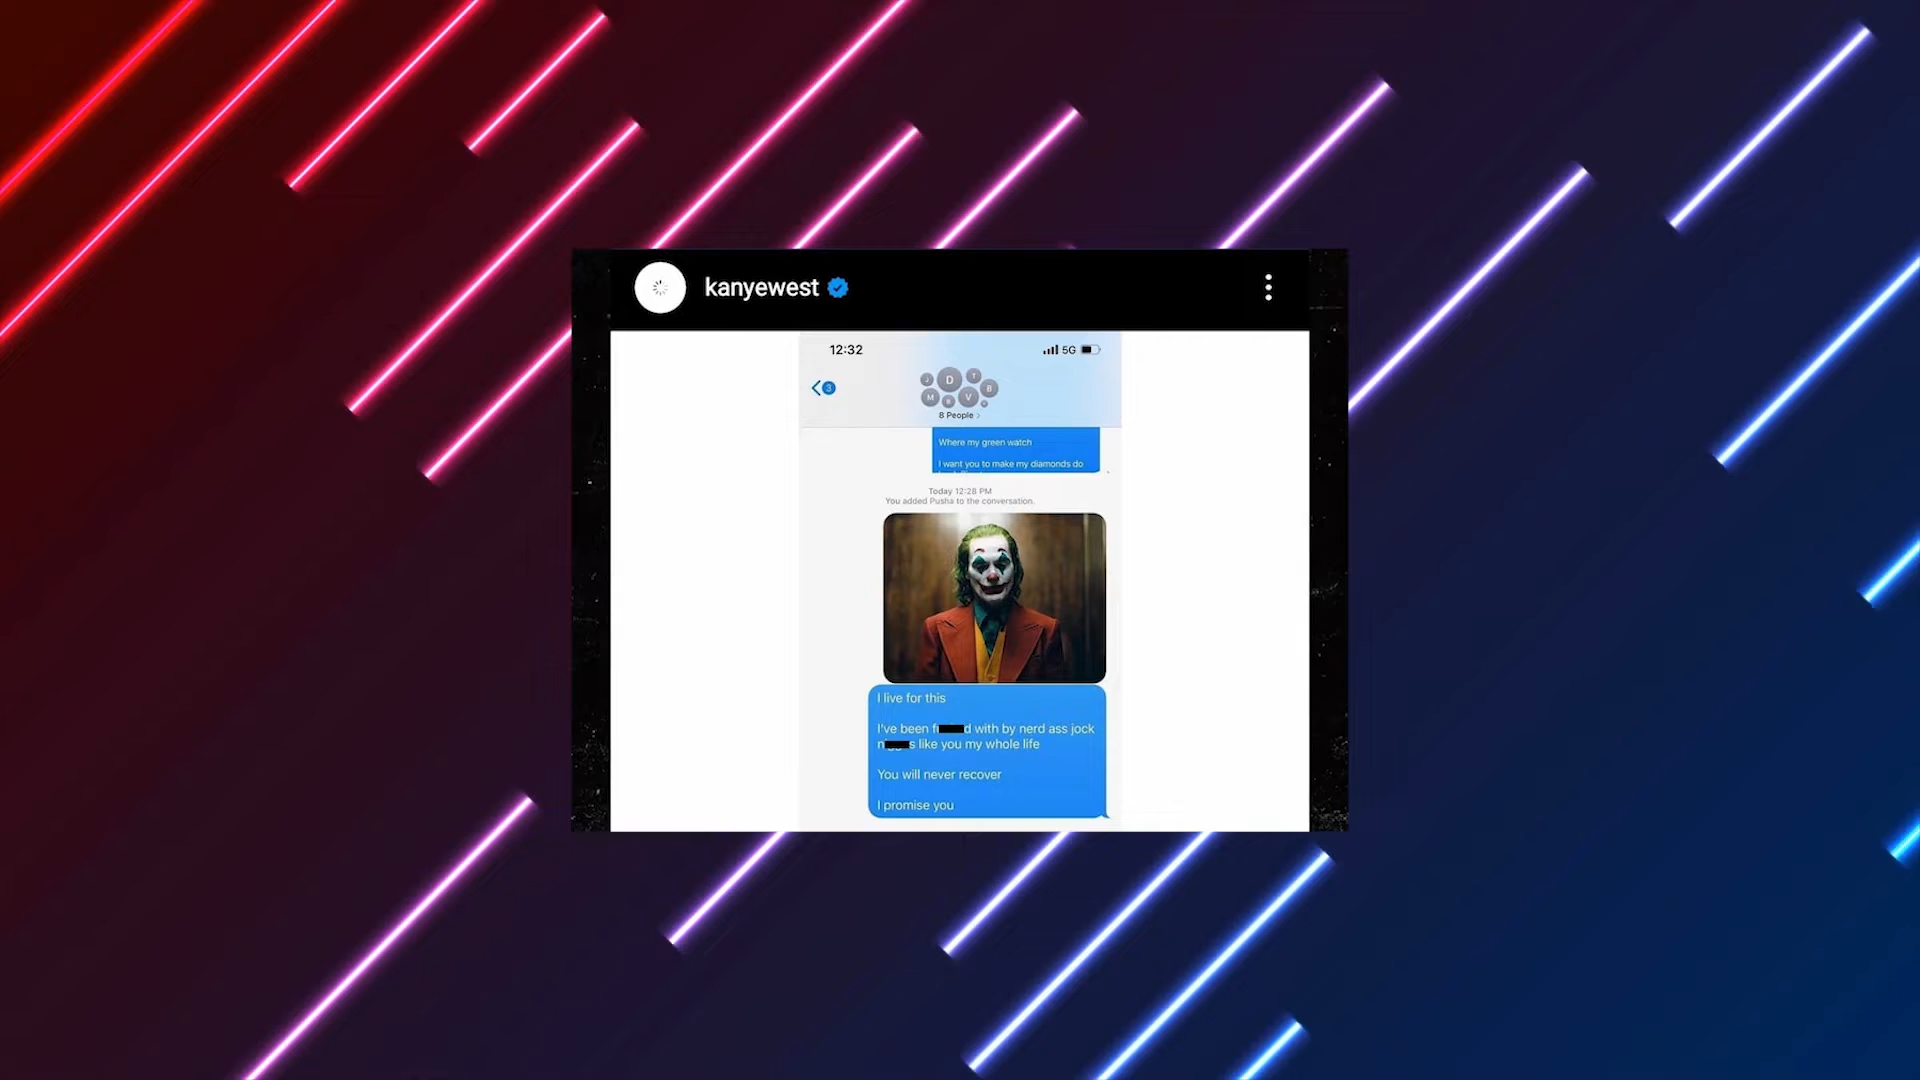 kanyewest
12:32
5G
3
J
D
T
B
M
V
8 People
Where my green watch
I want you to make my diamonds do
Today 12:28 PM
You added Pusha to the conversation.
I live for this
I've been f d with by nerd ass jock
n s like you my whole life
You will never recover
I promise you